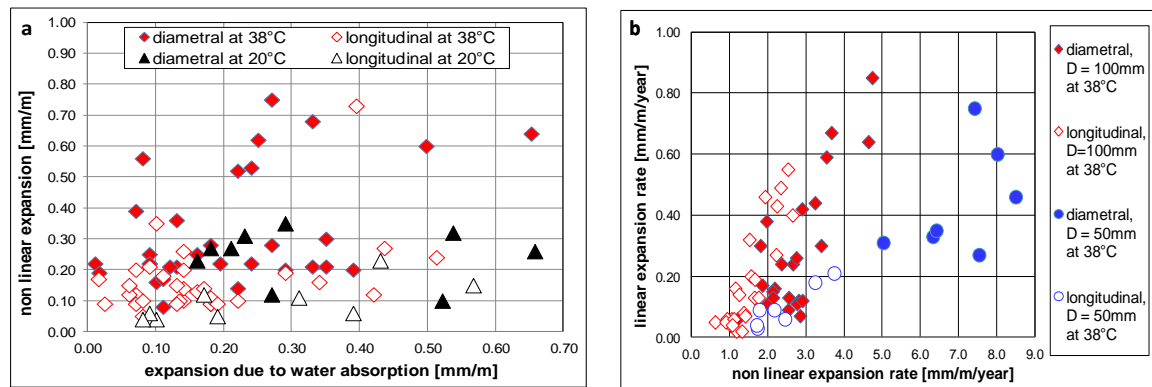 a
1.00
0.90
0.80
0.70
0.60
0.50
0.40
0.30
0.20
0.10
0.00
non linear expansion [mm/m]
diametral at 38°C
longitudinal at 38°C
diametral at 20°C
longitudinal at 20°C
0.00 0.10 0.20 0.30 0.40 0.50 0.60 0.70
expansion due to water absorption [mm/m]
b
1.00
0.80
0.60
0.40
0.20
0.00
linear expansion rate [mm/m/year]
0.0 1.0 2.0 3.0 4.0 5.0 6.0 7.0 8.0 9.0
non linear expansion rate [mm/m/year]
diametral,
D = 100mm
at 38°C
longitudinal,
D=100mm
at 38°C
diametral,
D = 50mm
at 38°C
longitudinal,
D = 50mm
at 38°C